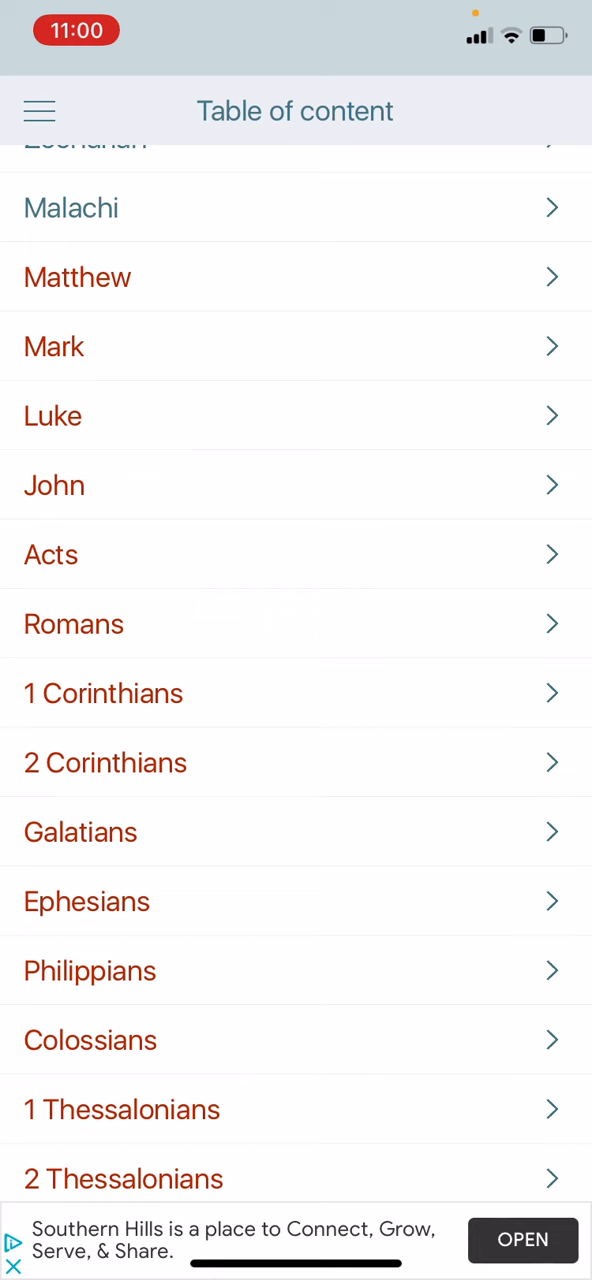 11:00
Table of content
Malachi
Matthew
Mark
Luke
John
Acts
Romans
1 Corinthians
2 Corinthians
Galatians
Ephesians
Philippians
Colossians
1 Thessalonians
2 Thessalonians
Southern Hills is a place to Connect, Grow,
Serve, & Share.
OPEN